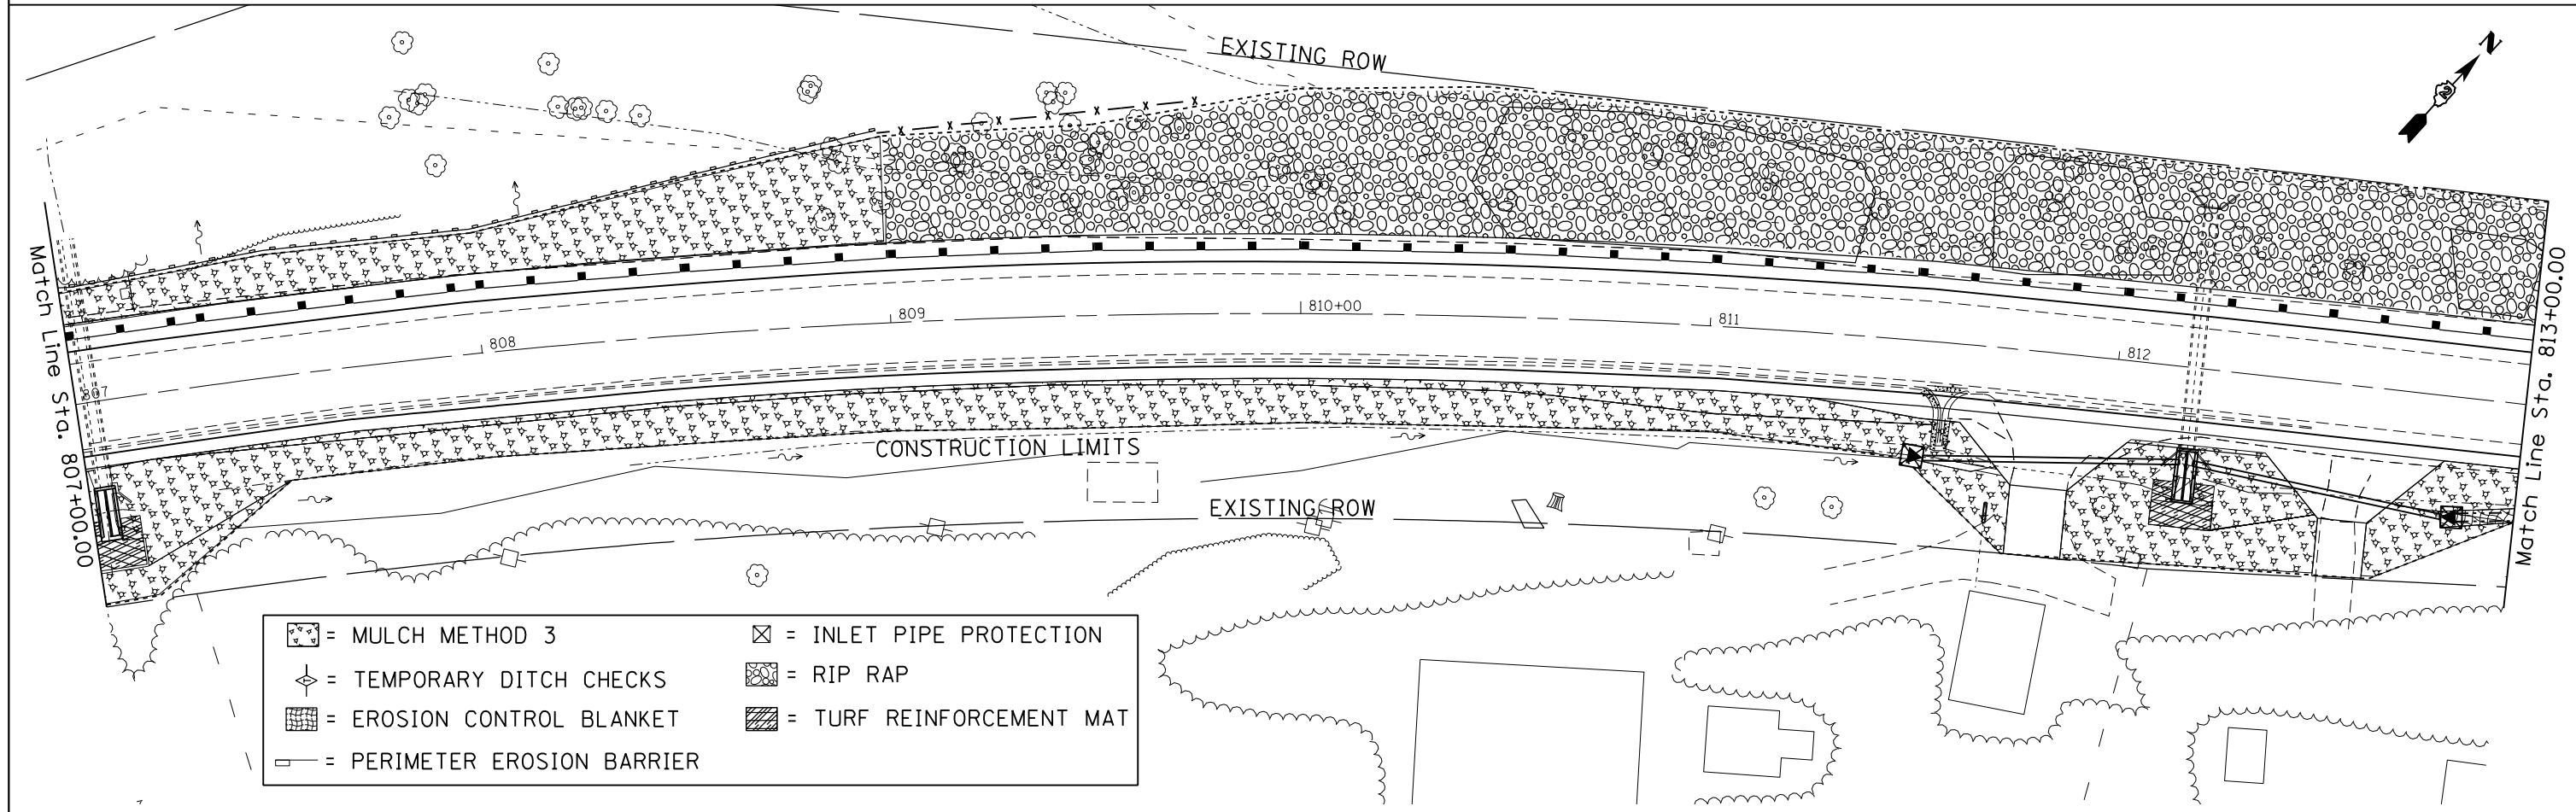 EXISTING ROW
N
2
Match Line Sta. 807+00.00
807
808
809
810+00
811
812
Match Line Sta. 813+00.00
CONSTRUCTION LIMITS
EXISTING ROW
= MULCH METHOD 3
= INLET PIPE PROTECTION
= TEMPORARY DITCH CHECKS
= RIP RAP
= EROSION CONTROL BLANKET
= TURF REINFORCEMENT MAT
= PERIMETER EROSION BARRIER